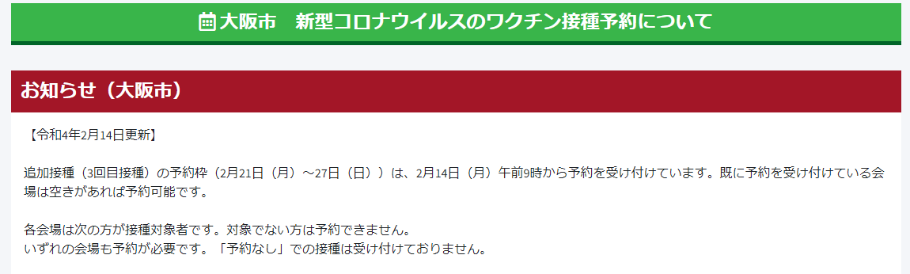 大阪市 新型コロナウイルスのワクチン接種予約について
お知らせ（大阪市）
【令和4年2月14日更新】
追加接種（3回目接種）の予約枠（2月21日（月）～27日（日））は、2月14日（月）午前9時から予約を受け付けています。既に予約を受け付けている会
場は空きがあれば予約可能です。
各会場は次の方が接種対象者です。対象でない方は予約できません。
いずれの会場も予約が必要です。「予約なし」での接種は受け付けておりません。